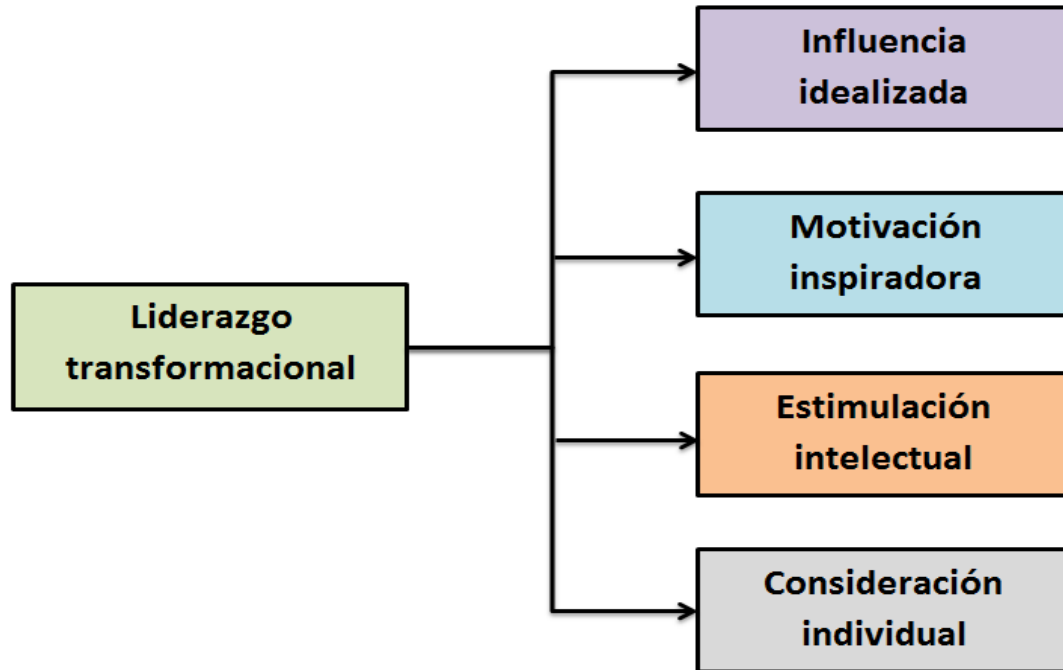 Influencia
idealizada
Motivación
inspiradora
Liderazgo
transformacional
Estimulación
intelectual
Consideración
individual